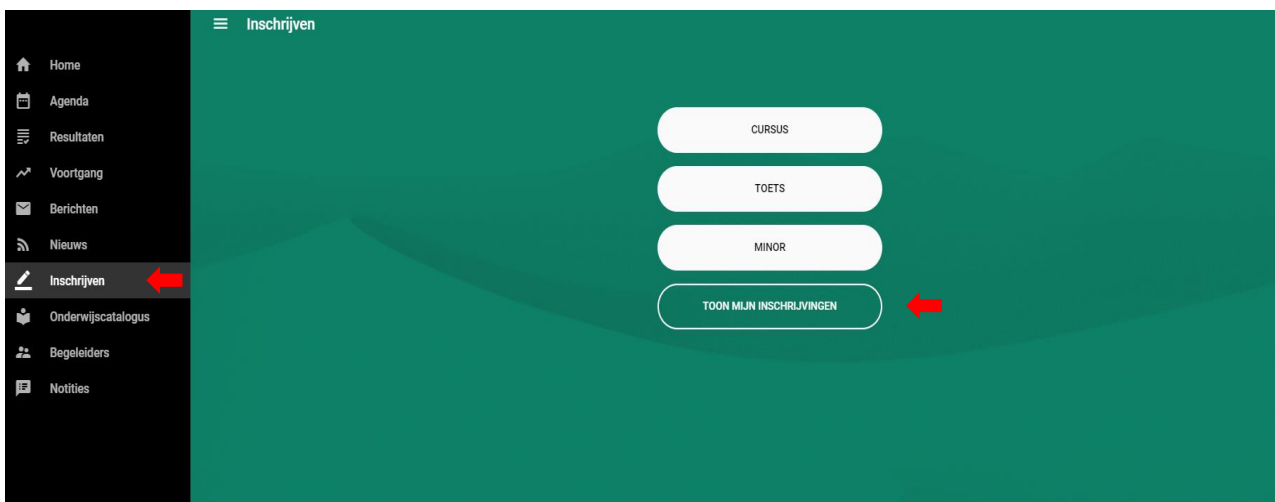 Inschrijven
Home
Agenda
Resultaten
Voortgang
Berichten
Nieuws
Inschrijven
Onderwijscatalogus
Begeleiders
Notities
CURSUS
TOETS
MINOR
TOON MIJN INSCHRIJVINGEN